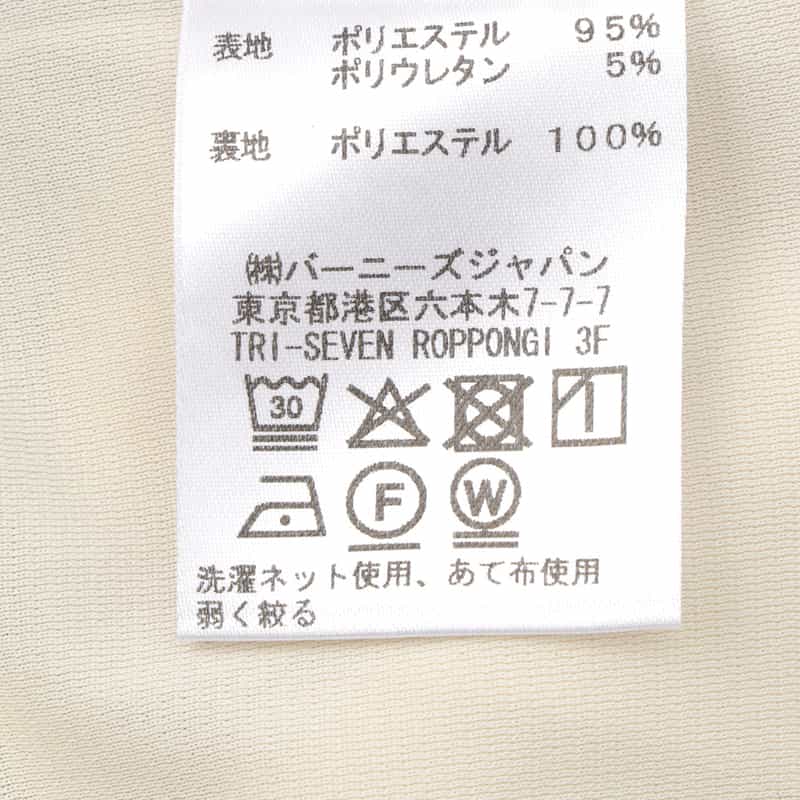 表地 ポリエステル 95%
ポリウレタン 5%
裏地 ポリエステル 100%
㈱バーニーズジャパン
東京都港区六本木7-7-7
TRI-SEVEN ROPPONGI 3F
30
F W
洗濯ネット使用、あて布使用
弱く絞る